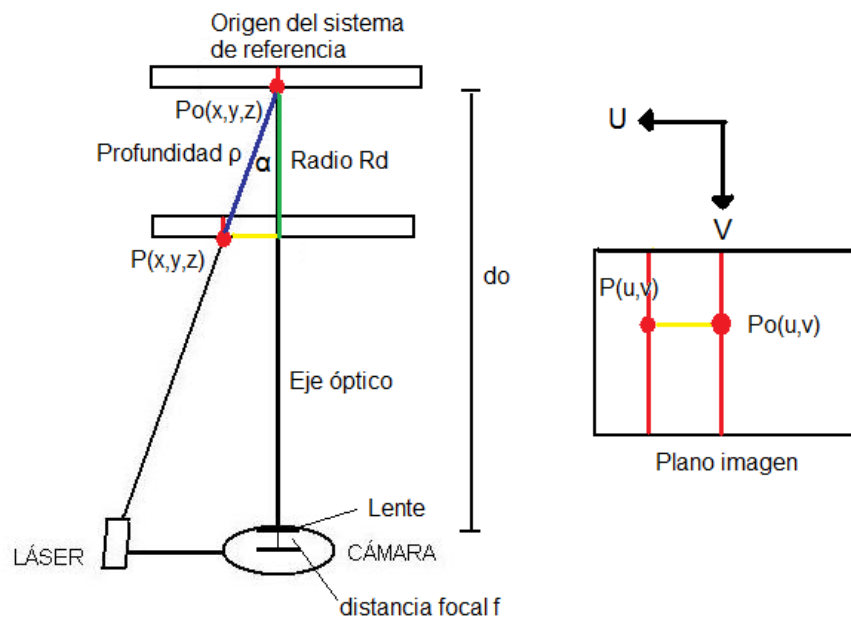 Origen del sistema
de referencia
Po(x,y,z)
Profundidad ρ
α
Radio Rd
P(x,y,z)
do
Eje óptico
Lente
LÁSER
CÁMARA
distancia focal f
U
V
P(u,v)
Po(u,v)
Plano imagen